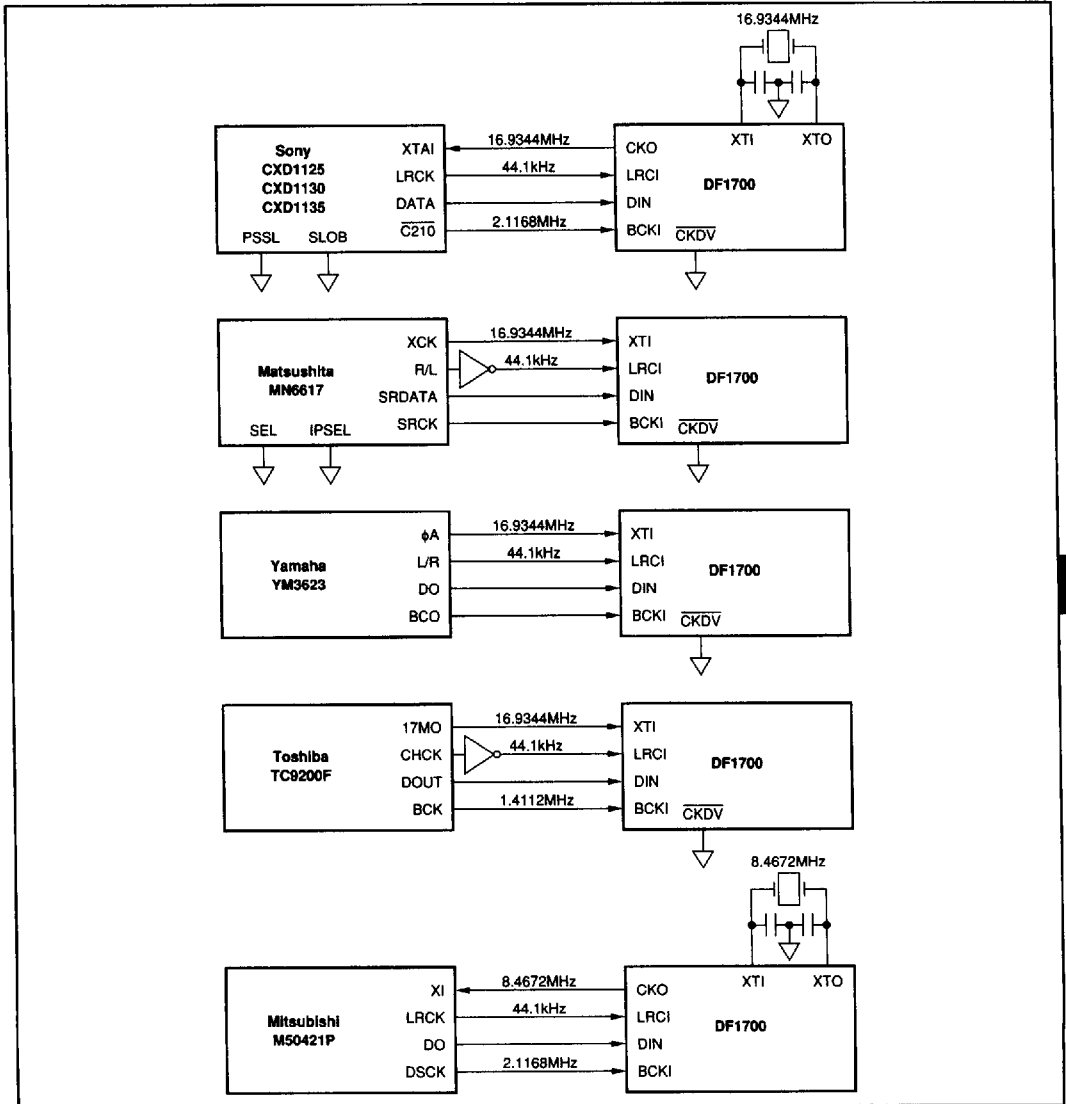 16.9344MHz
XTI XTO
Sony
CXD1125
CXD1130
CXD1135
XTAI
LRCK
DATA
C210
PSSL SLOB
16.9344MHz
44.1kHz
2.1168MHz
CKO
LRCI
DIN
BCKI
CKDV
DF1700
Matsushita
MN6617
XCK
R/L
SRDATA
SRCK
SEL IPSEL
16.9344MHz
44.1kHz
XTI
LRCI
DIN
BCKI
CKDV
DF1700
Yamaha
YM3623
ϕA
L/R
DO
BCO
16.9344MHz
44.1kHz
XTI
LRCI
DIN
BCKI
CKDV
DF1700
Toshiba
TC9200F
17MO
CHCK
DOUT
BCK
16.9344MHz
44.1kHz
1.4112MHz
XTI
LRCI
DIN
BCKI
CKDV
DF1700
8.4672MHz
XTI XTO
Mitsubishi
M50421P
XI
LRCK
DO
DSCK
8.4672MHz
44.1kHz
2.1168MHz
CKO
LRCI
DIN
BCKI
DF1700